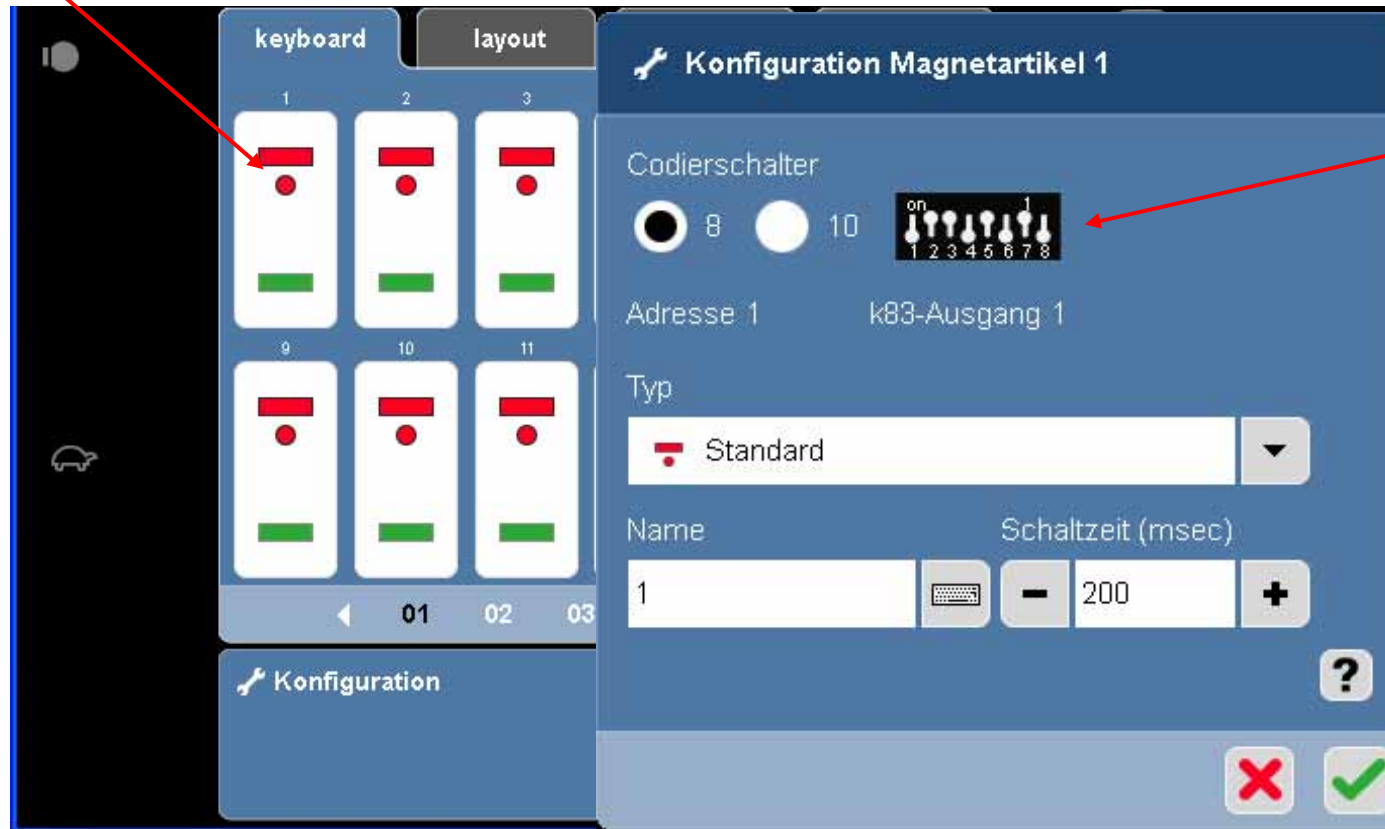 keyboard layout
1 2 3
9 10 11
01 02 03
Konfiguration
Konfiguration Magnetartikel 1
Codierschalter
8 10
on 1
1 2 3 4 5 6 7 8
Adresse 1 k83-Ausgang 1
Typ
Standard
Name Schaltzeit (msec)
1 200
?